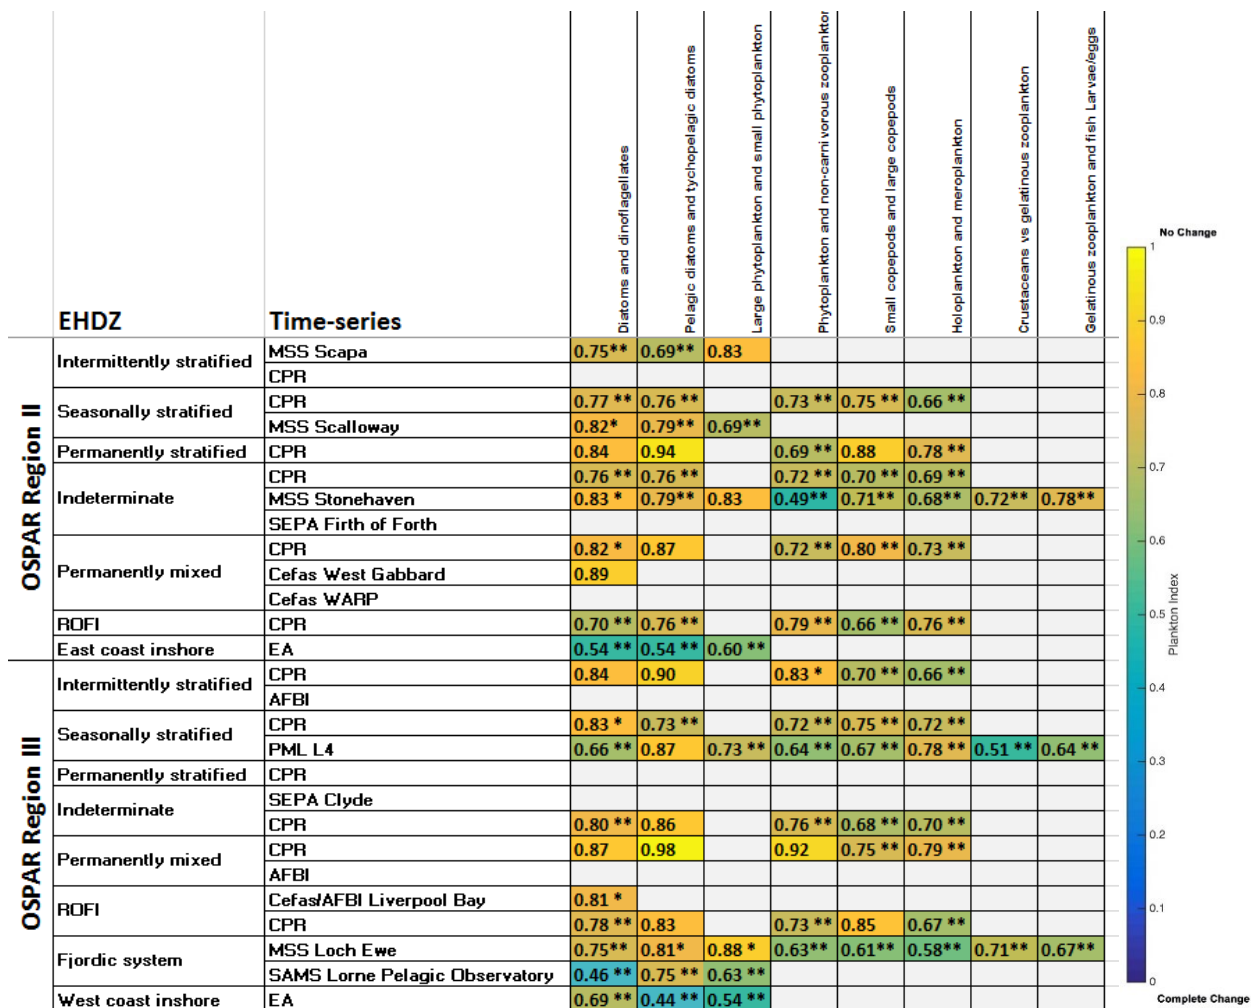 Diatoms and dinoflagellates
Pelagic diatoms and tychopelagic diatoms
Large phytoplankton and small phytoplankton
Phytoplankton and non-carnivorous zooplankton
Small copepods and large copepods
Holoplankton and meroplankton
Crustaceans vs gelatinous zooplankton
Gelatinous zooplankton and fish Larvae/eggs
EHDZ Time-series
OSPAR Region II
Intermittently stratified
MSS Scapa 0.75** 0.69** 0.83
CPR
Seasonally stratified
CPR 0.77 ** 0.76 ** 0.73 ** 0.75 ** 0.66 **
MSS Scalloway 0.82* 0.79** 0.69**
Permanently stratified CPR 0.84 0.94 0.69 ** 0.88 0.78 **
Indeterminate
CPR 0.76 ** 0.76 ** 0.72 ** 0.70 ** 0.69 **
MSS Stonehaven 0.83 * 0.79** 0.83 0.49** 0.71** 0.68** 0.72** 0.78**
SEPA Firth of Forth
Permanently mixed
CPR 0.82 * 0.87 0.72 ** 0.80 ** 0.73 **
Cefas West Gabbard 0.89
Cefas WARP
ROFI CPR 0.70 ** 0.76 ** 0.79 ** 0.66 ** 0.76 **
East coast inshore EA 0.54 ** 0.54 ** 0.60 **
OSPAR Region III
Intermittently stratified
CPR 0.84 0.90 0.83 * 0.70 ** 0.66 **
AFBI
Seasonally stratified
CPR 0.83 * 0.73 ** 0.72 ** 0.75 ** 0.72 **
PML L4 0.66 ** 0.87 0.73 ** 0.64 ** 0.67 ** 0.78 ** 0.51 ** 0.64 **
Permanently stratified CPR
Indeterminate
SEPA Clyde
CPR 0.80 ** 0.86 0.76 ** 0.68 ** 0.70 **
Permanently mixed
CPR 0.87 0.98 0.92 0.75 ** 0.79 **
AFBI
ROFI
Cefas/AFBI Liverpool Bay 0.81 *
CPR 0.78 ** 0.83 0.73 ** 0.85 0.67 **
Fjordic system
MSS Loch Ewe 0.75** 0.81* 0.88 * 0.63** 0.61** 0.58** 0.71** 0.67**
SAMS Lorne Pelagic Observatory 0.46 ** 0.75 ** 0.63 **
West coast inshore EA 0.69 ** 0.44 ** 0.54 **
No Change
1
0.9
0.8
0.7
0.6
0.5
0.4
0.3
0.2
0.1
0
Plankton Index
Complete Change